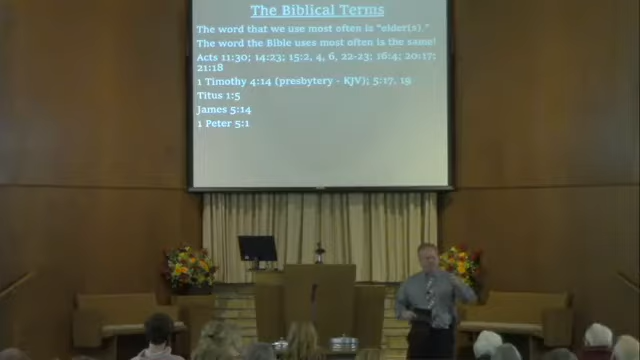 The Biblical Terms
The word that we use most often is "elder(s)."
The word the Bible uses most often is the same!
Acts 11:30; 14:23; 15:2, 4, 6, 22-23; 16:4; 20:17;
21:18
1 Timothy 4:14 (presbytery - KJV); 5:17, 19
Titus 1:5
James 5:14
1 Peter 5:1